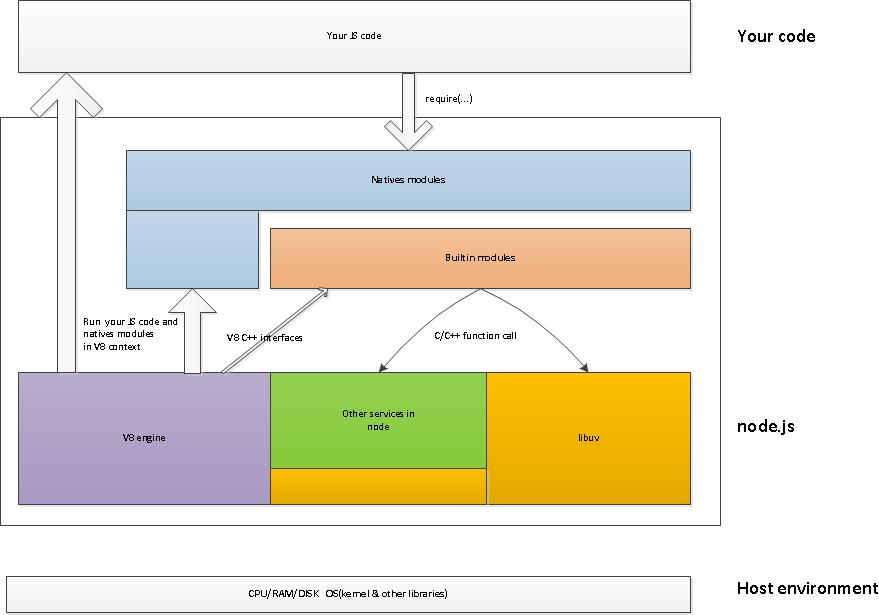 Your JS code
Your code
require(...)
Natives modules
Builtin modules
Run your JS code and
natives modules
in V8 context
V8 C++ interfaces
C/C++ function call
Other services in
node
V8 engine
libuv
node.js
CPU/RAM/DISK OS(kernel & other libraries)
Host environment